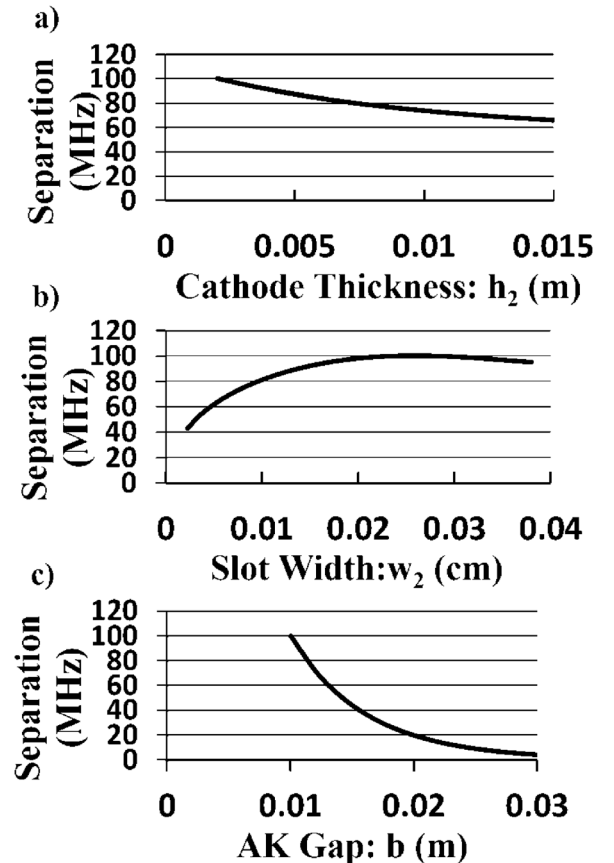 a)
Separation
(MHz)
120
100
80
60
40
20
0
0 0.005 0.01 0.015
Cathode Thickness: h₂ (m)
b)
Separation
(MHz)
120
100
80
60
40
20
0
0 0.01 0.02 0.03 0.04
Slot Width:w₂ (cm)
c)
Separation
(MHz)
120
100
80
60
40
20
0
0 0.01 0.02 0.03
AK Gap: b (m)